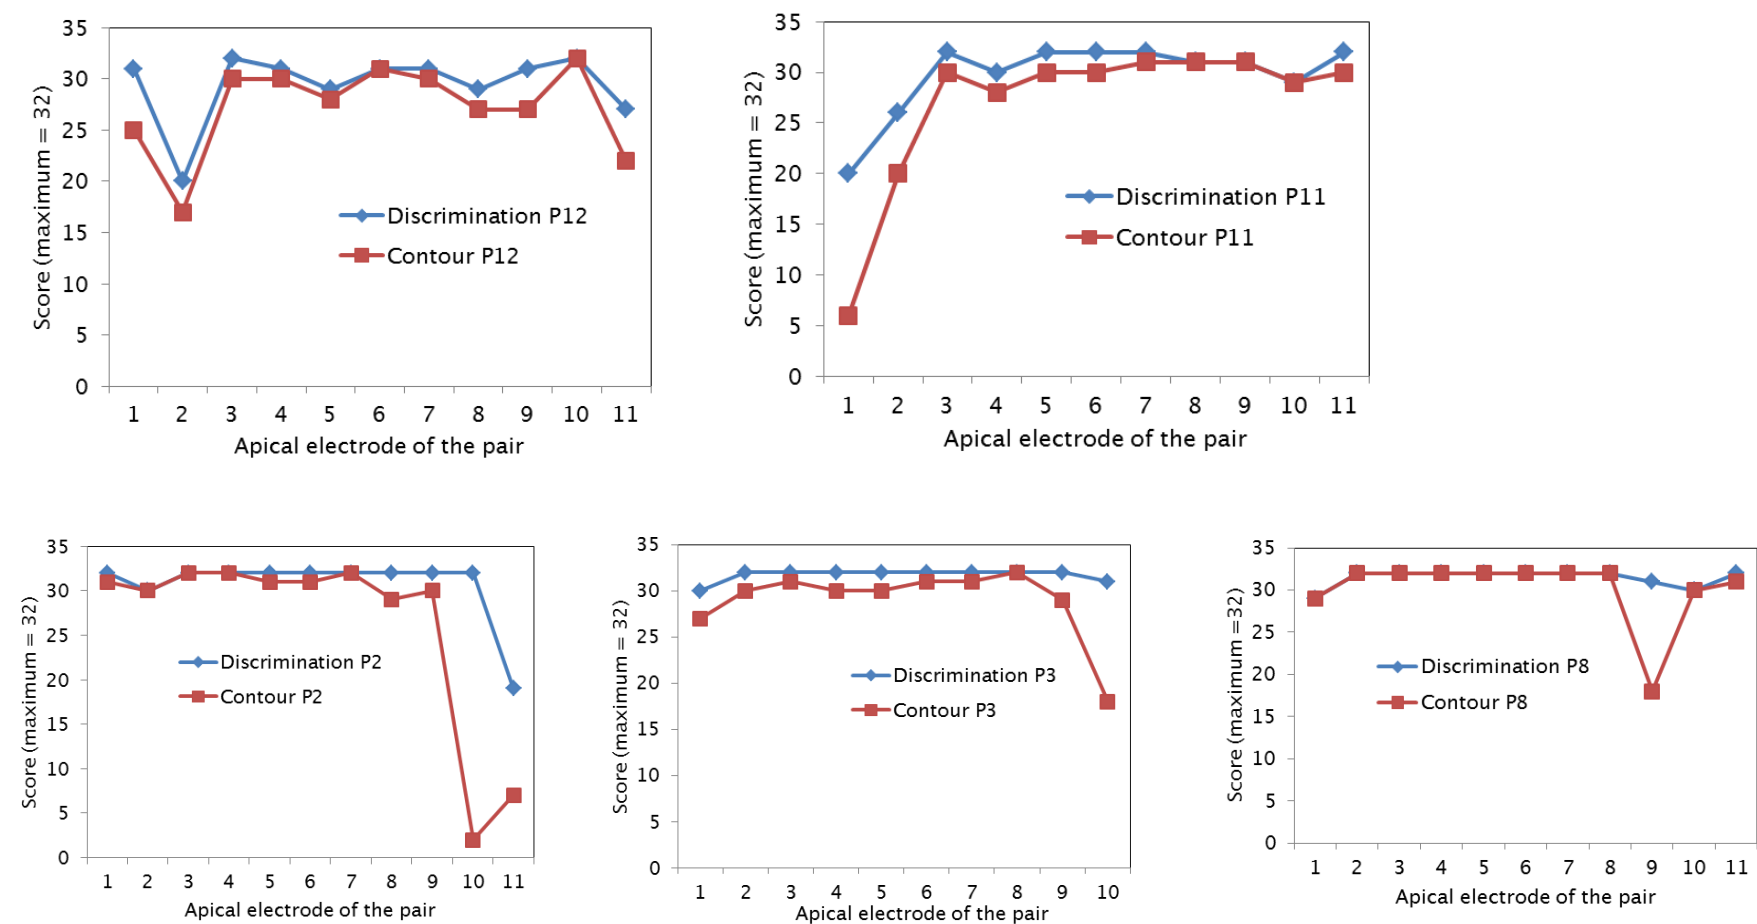 35
30
25
20
15
10
5
0
Score (maximum = 32)
Discrimination P12
Contour P12
1 2 3 4 5 6 7 8 9 10 11
Apical electrode of the pair
35
30
25
20
15
10
5
0
Score (maximum = 32)
Discrimination P11
Contour P11
1 2 3 4 5 6 7 8 9 10 11
Apical electrode of the pair
35
30
25
20
15
10
5
0
Score (maximum = 32)
Discrimination P2
Contour P2
1 2 3 4 5 6 7 8 9 10 11
Apical electrode of the pair
35
30
25
20
15
10
5
0
Score (maximum = 32)
Discrimination P3
Contour P3
1 2 3 4 5 6 7 8 9 10
Apical electrode of the pair
35
30
25
20
15
10
5
0
Score (maximum =32)
Discrimination P8
Contour P8
1 2 3 4 5 6 7 8 9 10 11
Apical electrode of the pair